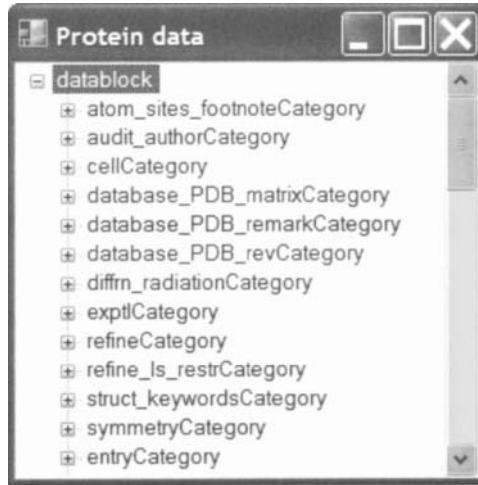 Protein data
datablock
atom_sites_footnoteCategory
audit_authorCategory
cellCategory
database_PDB_matrixCategory
database_PDB_remarkCategory
database_PDB_revCategory
diffrn_radiationCategory
exptlCategory
refineCategory
refine_ls_restrCategory
struct_keywordsCategory
symmetryCategory
entryCategory